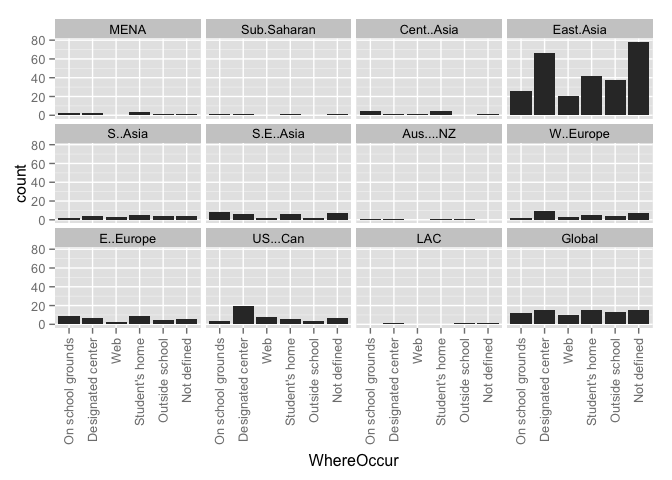 MENA
Sub.Saharan
Cent..Asia
East.Asia
80
60
40
20
0
S..Asia
S.E..Asia
Aus....NZ
W..Europe
80
60
40
20
0
E..Europe
US...Can
LAC
Global
80
60
40
20
0
count
On school grounds
Designated center
Web
Student's home
Outside school
Not defined
On school grounds
Designated center
Web
Student's home
Outside school
Not defined
On school grounds
Designated center
Web
Student's home
Outside school
Not defined
On school grounds
Designated center
Web
Student's home
Outside school
Not defined
WhereOccur